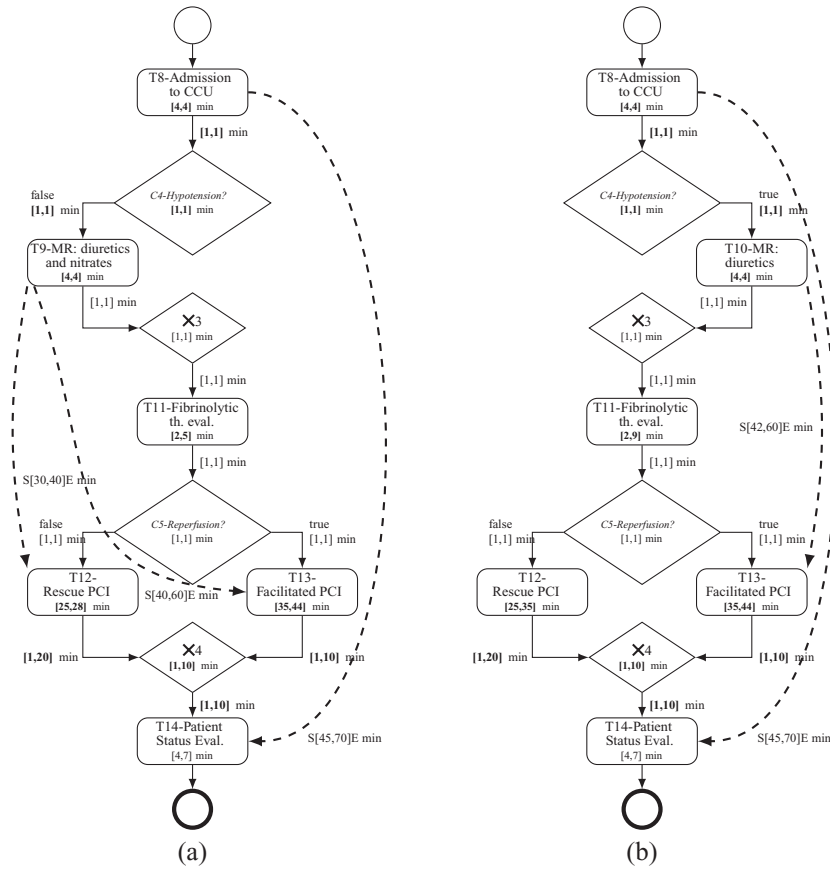 T8-Admission
to CCU
[4,4] min
[1,1] min
C4-Hypotension?
[1,1] min
false
[1,1] min
T9-MR: diuretics
and nitrates
[4,4] min
[1,1] min
✕3
[1,1] min
[1,1] min
T11-Fibrinolytic
th. eval.
[2,5] min
[1,1] min
S[30,40]E min
C5-Reperfusion?
[1,1] min
false
[1,1] min
true
[1,1] min
T12-
Rescue PCI
[25,28] min
S[40,60]E min
T13-
Facilitated PCI
[35,44] min
[1,20] min
✕4
[1,10] min
[1,10] min
[1,10] min
T14-Patient
Status Eval.
[4,7] min
S[45,70]E min
(a)
T8-Admission
to CCU
[4,4] min
[1,1] min
C4-Hypotension?
[1,1] min
true
[1,1] min
T10-MR:
diuretics
[4,4] min
[1,1] min
✕3
[1,1] min
[1,1] min
T11-Fibrinolytic
th. eval.
[2,9] min
[1,1] min
S[42,60]E min
C5-Reperfusion?
[1,1] min
false
[1,1] min
true
[1,1] min
T12-
Rescue PCI
[25,35] min
T13-
Facilitated PCI
[35,44] min
[1,20] min
✕4
[1,10] min
[1,10] min
[1,10] min
T14-Patient
Status Eval.
[4,7] min
S[45,70]E min
(b)